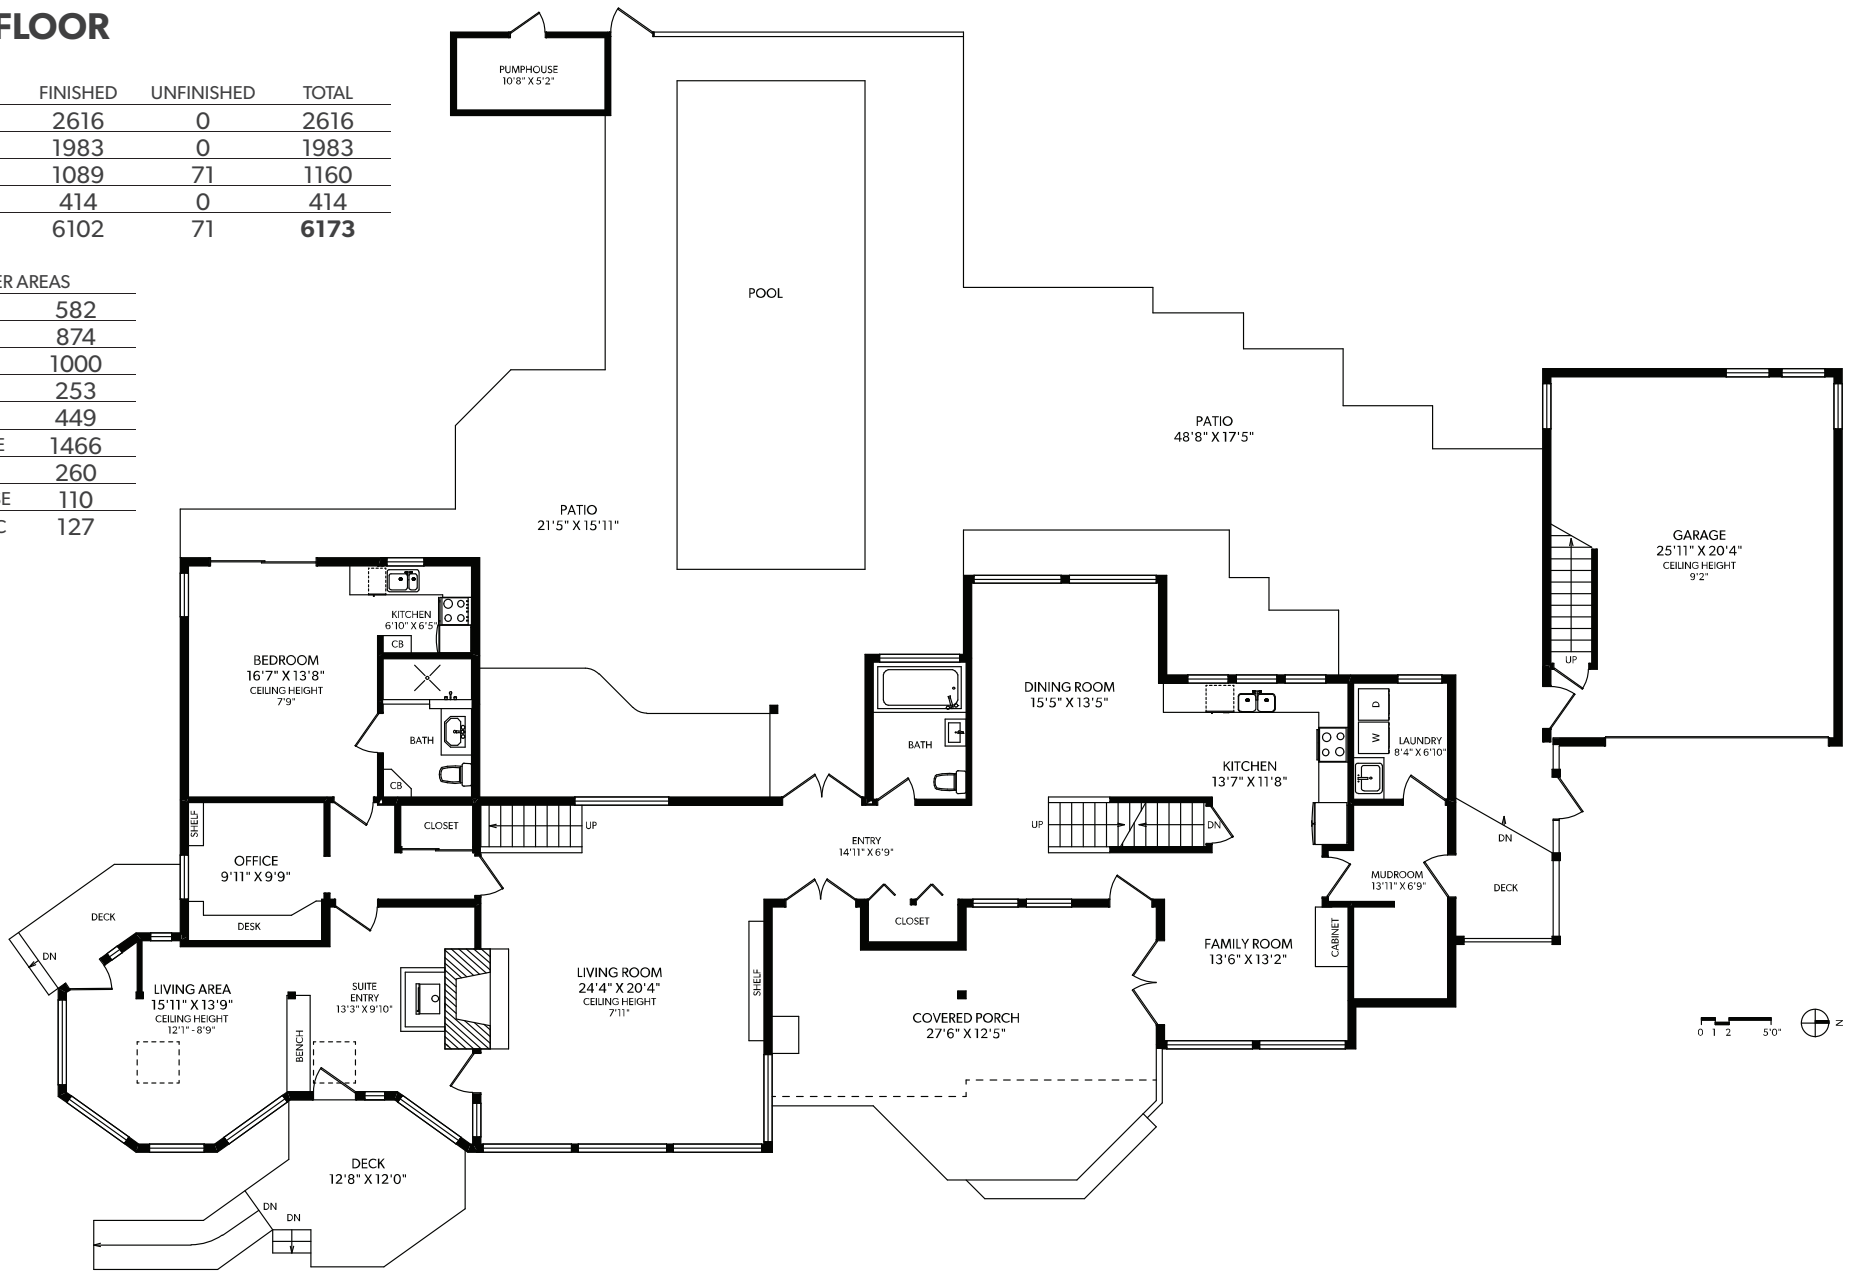 FLOOR
FINISHED UNFINISHED TOTAL
2616 0 2616
1983 0 1983
1089 71 1160
414 0 414
6102 71 6173
ER AREAS
582
874
1000
253
449
E 1466
260
SE 110
C 127
PUMPHOUSE
10'8" X 5'2"
POOL
PATIO
48'8" X 17'5"
PATIO
21'5" X 15'11"
GARAGE
25'11" X 20'4"
CEILING HEIGHT
9'2"
UP
KITCHEN
6'10" X 6'5"
CB
BEDROOM
16'7" X 13'8"
CEILING HEIGHT
7'9"
BATH
CB
DINING ROOM
15'5" X 13'5"
BATH
D
W
LAUNDRY
8'4" X 6'10"
KITCHEN
13'7" X 11'8"
SHELF
CLOSET
UP
ENTRY
14'11" X 6'9"
UP
DN
DN
OFFICE
9'11" X 9'9"
MUDROOM
13'11" X 6'9"
DECK
DECK
DESK
CLOSET
DN
CABINET
FAMILY ROOM
13'6" X 13'2"
LIVING AREA
15'11" X 13'9"
CEILING HEIGHT
12'1" - 8'9"
SUITE
ENTRY
13'3" X 9'10"
BENCH
LIVING ROOM
24'4" X 20'4"
CEILING HEIGHT
7'11"
SHELF
COVERED PORCH
27'6" X 12'5"
0 1 2 5'0"
N
DECK
12'8" X 12'0"
DN
DN